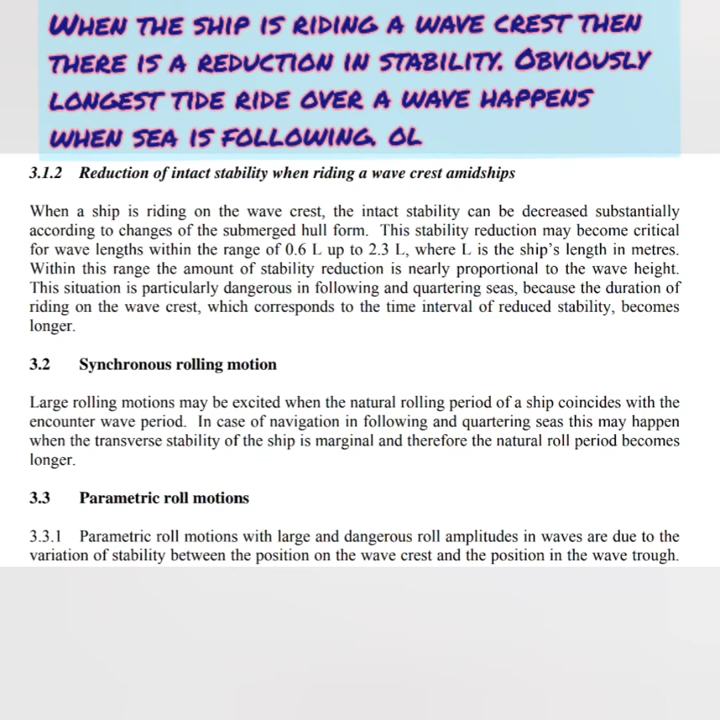 WHEN THE SHIP IS RIDING A WAVE CREST THEN
THERE IS A REDUCTION IN STABILITY. OBVIOUSLY
LONGEST TIDE RIDE OVER A WAVE HAPPENS
WHEN SEA IS FOLLOWING. OL
3.1.2 Reduction of intact stability when riding a wave crest amidships
When a ship is riding on the wave crest, the intact stability can be decreased substantially
according to changes of the submerged hull form. This stability reduction may become critical
for wave lengths within the range of 0.6 L up to 2.3 L, where L is the ship's length in metres.
Within this range the amount of stability reduction is nearly proportional to the wave height.
This situation is particularly dangerous in following and quartering seas, because the duration of
riding on the wave crest, which corresponds to the time interval of reduced stability, becomes
longer.
3.2 Synchronous rolling motion
Large rolling motions may be excited when the natural rolling period of a ship coincides with the
encounter wave period. In case of navigation in following and quartering seas this may happen
when the transverse stability of the ship is marginal and therefore the natural roll period becomes
longer.
3.3 Parametric roll motions
3.3.1 Parametric roll motions with large and dangerous roll amplitudes in waves are due to the
variation of stability between the position on the wave crest and the position in the wave trough.